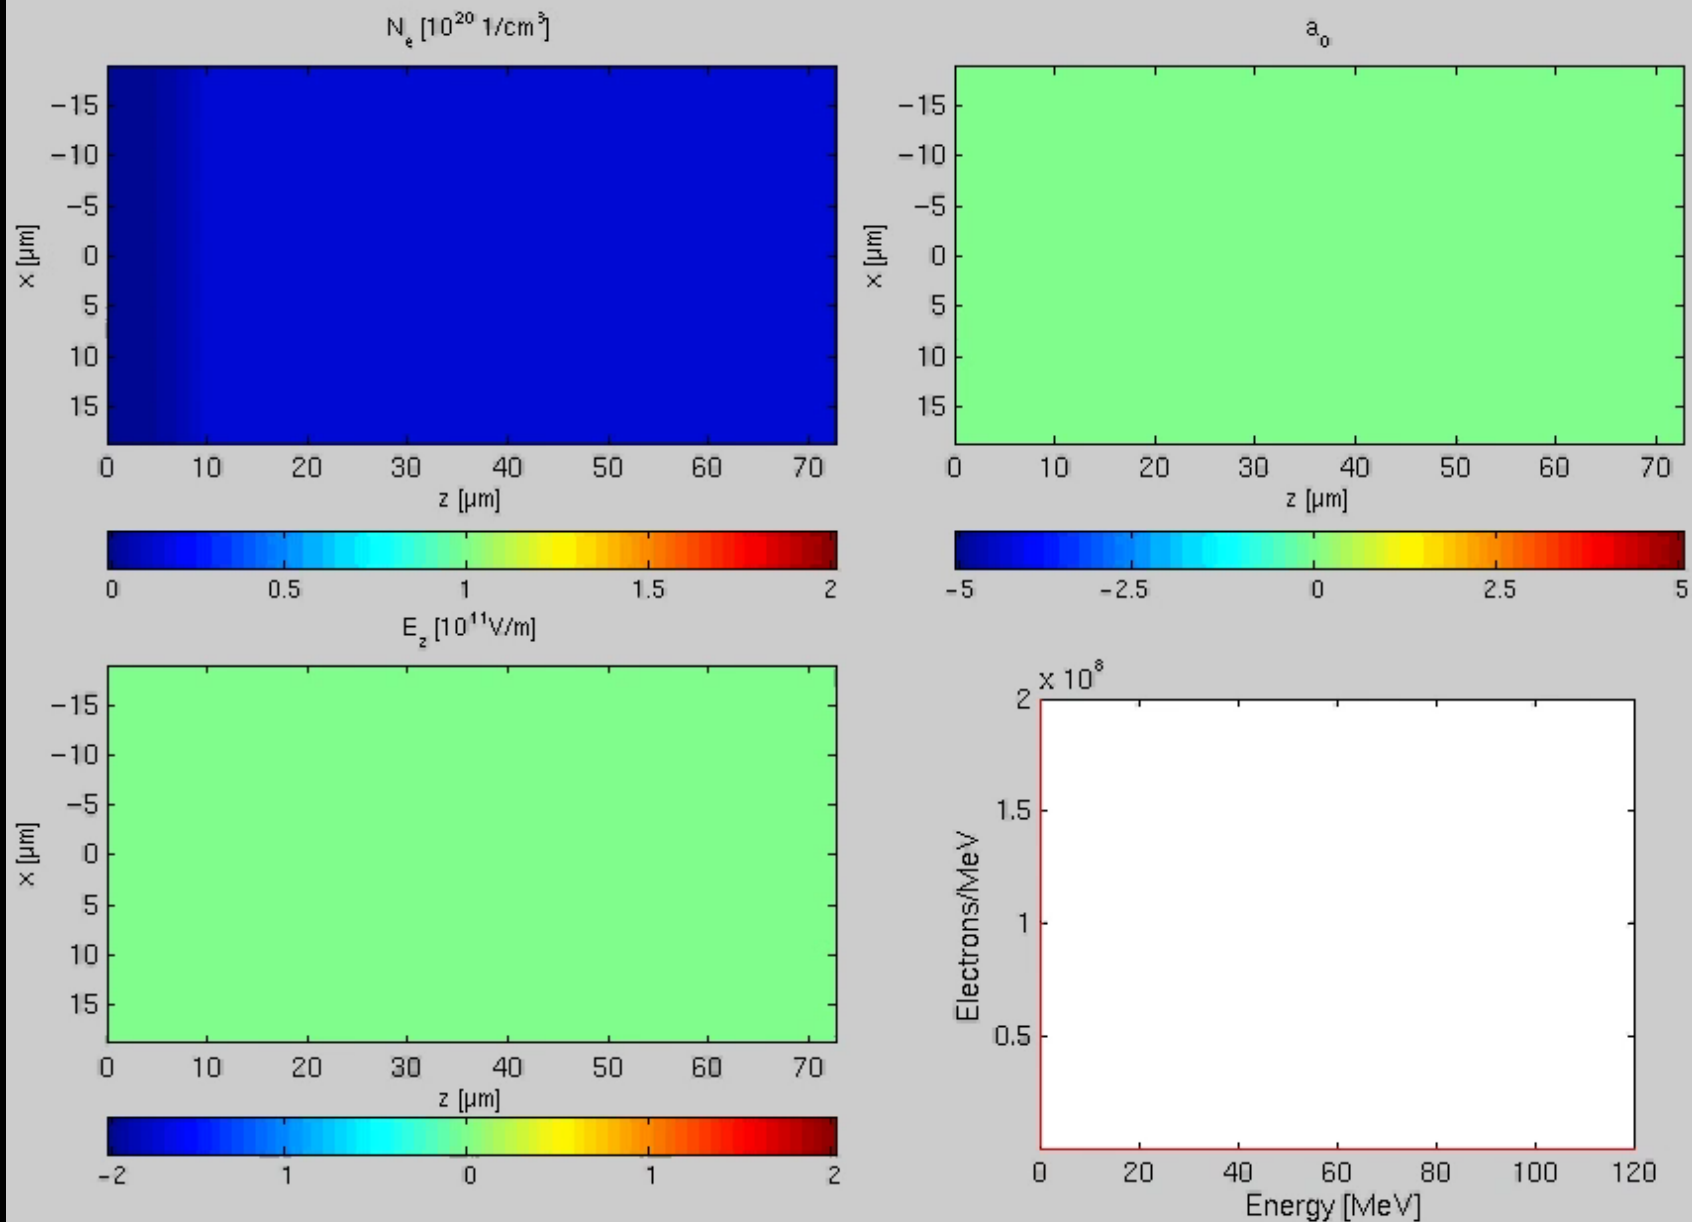 N_e [10^20 1/cm^3]
−15
−10
−5
0
5
10
15
x [µm]
0 10 20 30 40 50 60 70
z [µm]
0 0.5 1 1.5 2
a_o
−15
−10
−5
0
5
10
15
x [µm]
0 10 20 30 40 50 60 70
z [µm]
−5 −2.5 0 2.5 5
E_z [10^11 V/m]
−15
−10
−5
0
5
10
15
x [µm]
0 10 20 30 40 50 60 70
z [µm]
−2 1 0 1 2
x 10^8
2
1.5
1
0.5
Electrons/MeV
0 20 40 60 80 100 120
Energy [MeV]